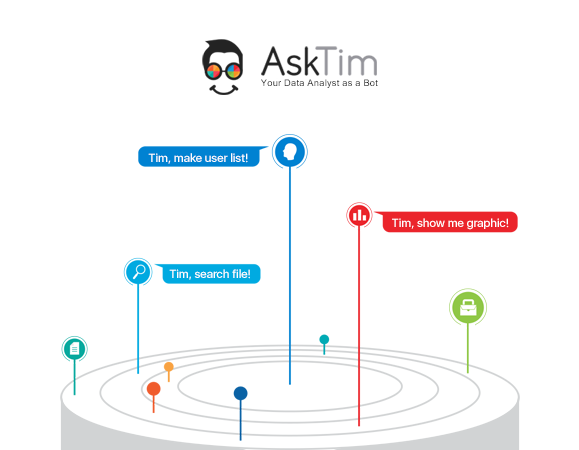 AskTim
Your Data Analyst as a Bot
Tim, make user list!
Tim, show me graphic!
Tim, search file!